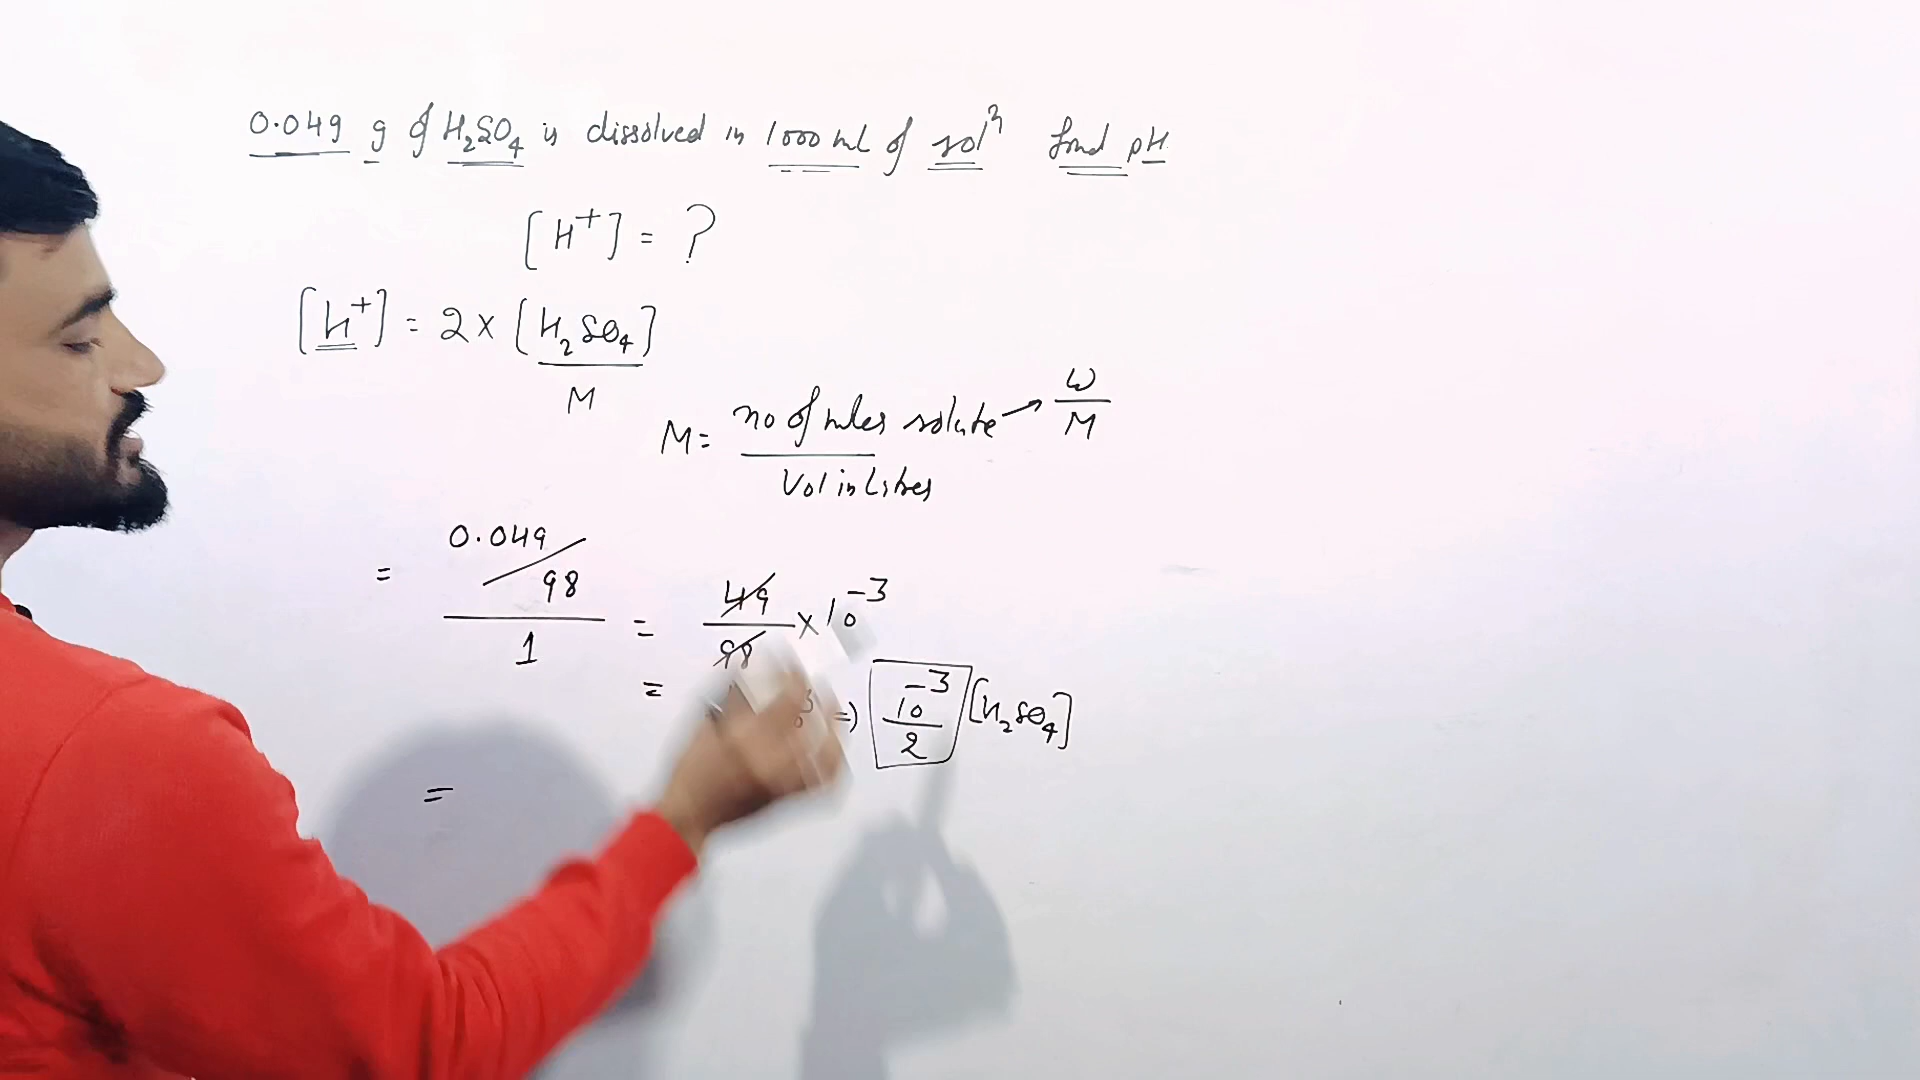 0.049 g of H₂SO₄ is dissolved in 1000 ml of solⁿ find pH
[H⁺] = ?
[H⁺] = 2 × [H₂SO₄]
M
M = no of moles solute → W/M
Vol in Litres
= 0.049/98 / 1 = 49/98 × 10⁻³
= ⇒ 10⁻³/2 [H₂SO₄]
=